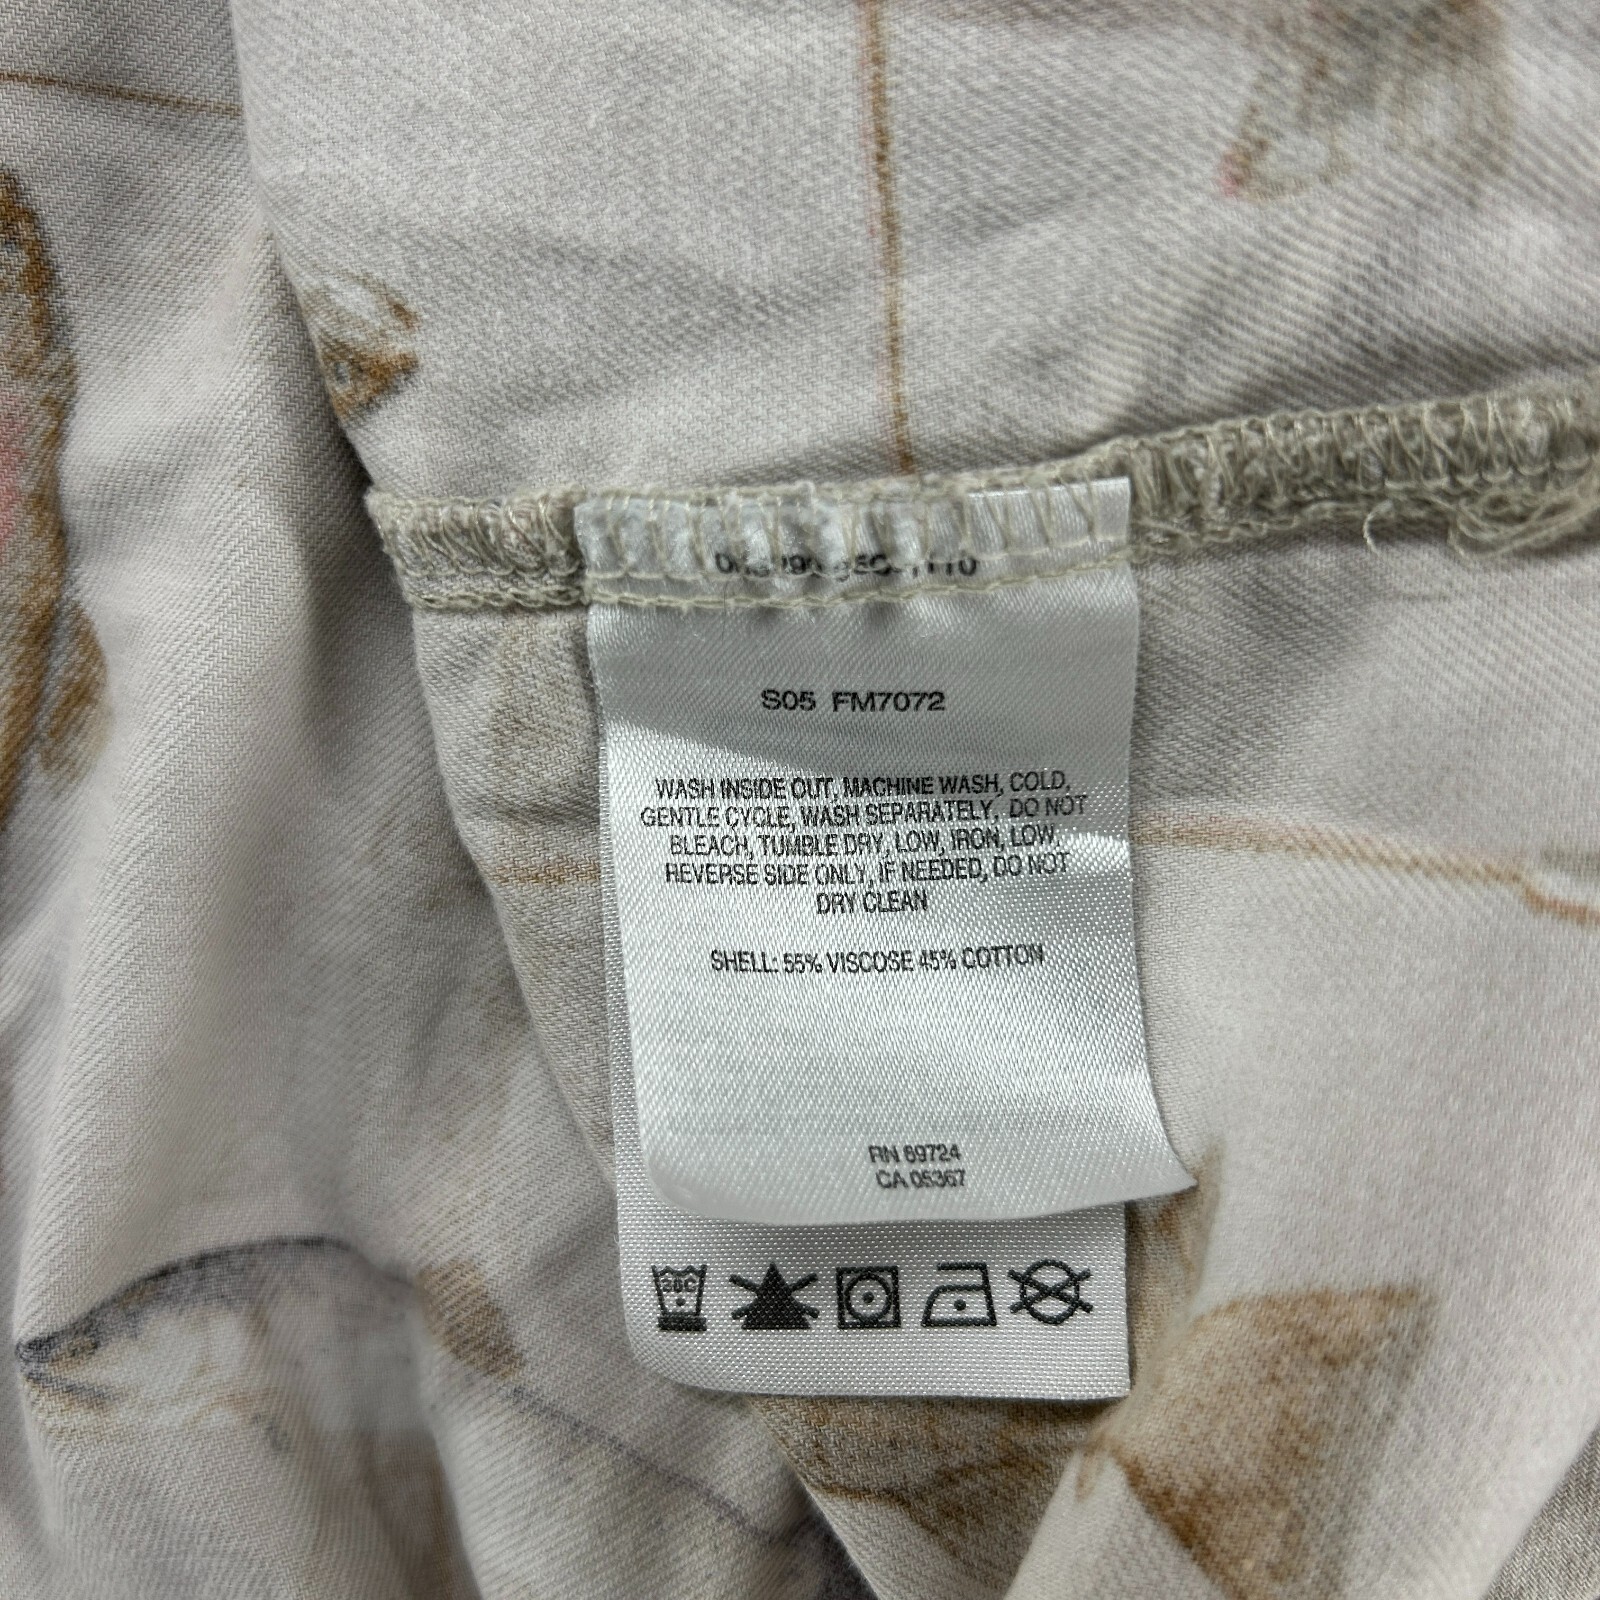 S05 FM7072
WASH INSIDE OUT, MACHINE WASH, COLD,
GENTLE CYCLE, WASH SEPARATELY, DO NOT
BLEACH, TUMBLE DRY, LOW, IRON, LOW,
REVERSE SIDE ONLY, IF NEEDED, DO NOT
DRY CLEAN
SHELL: 55% VISCOSE 45% COTTON
RN 69724
CA 05367